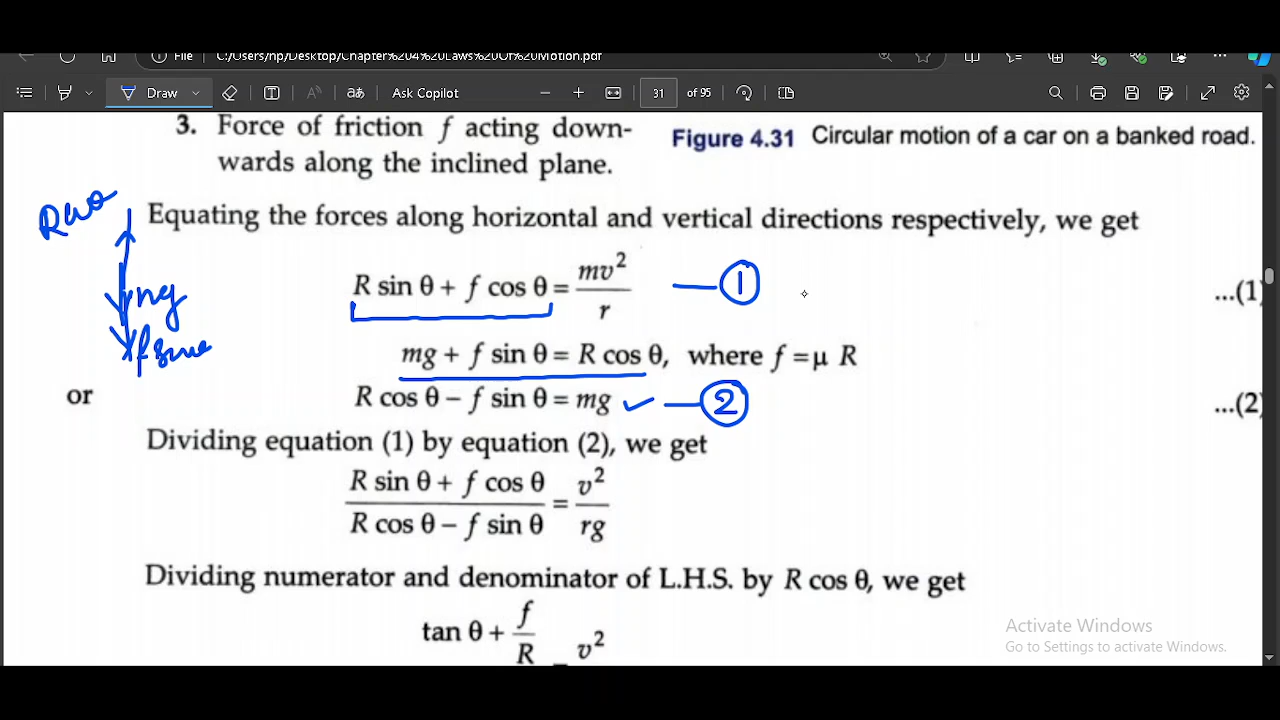 File C:/Users/np/Desktop/Chapter%204%20Laws%20Of%20Motion.pdf
Draw Ask Copilot 31 of 95
3. Force of friction f acting down-
wards along the inclined plane.
Figure 4.31 Circular motion of a car on a banked road.
R cosθ
Equating the forces along horizontal and vertical directions respectively, we get
R sin θ + f cos θ = mv²/r — ① ...(1)
mg
mg + f sin θ = R cos θ, where f = μ R
f sinθ
or R cos θ – f sin θ = mg ✓ — ② ...(2)
Dividing equation (1) by equation (2), we get
(R sin θ + f cos θ)/(R cos θ – f sin θ) = v²/rg
Dividing numerator and denominator of L.H.S. by R cos θ, we get
tan θ + f/R = v²
Activate Windows
Go to Settings to activate Windows.